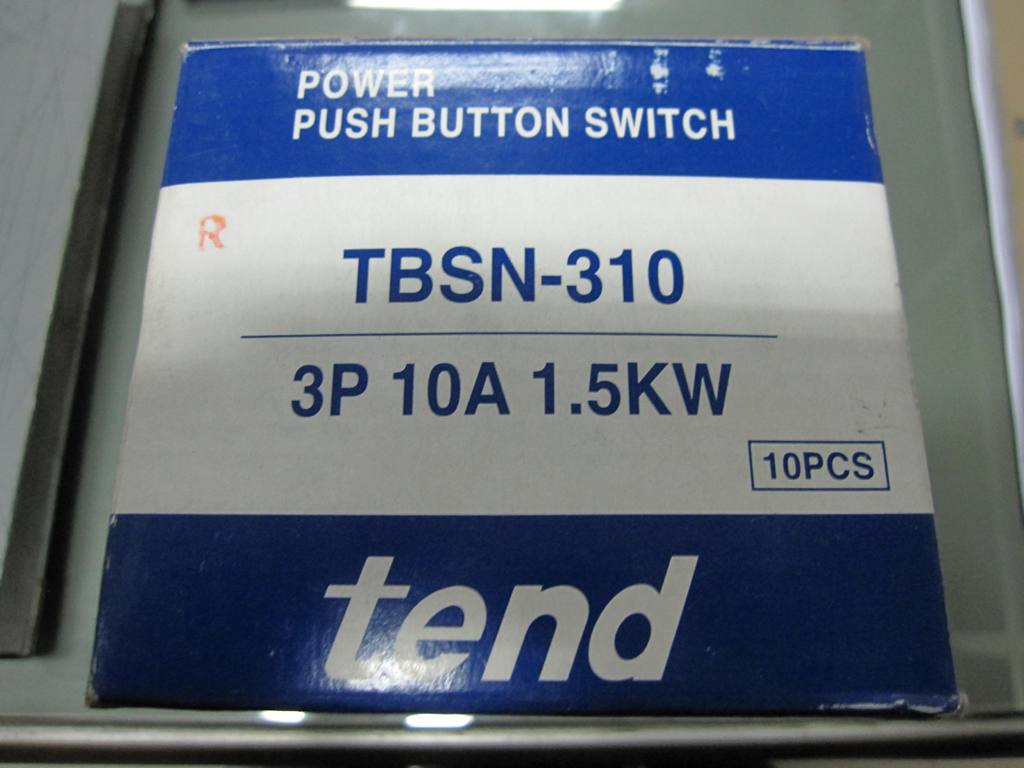 POWER
PUSH BUTTON SWITCH
R
TBSN-310
3P 10A 1.5KW
10PCS
tend